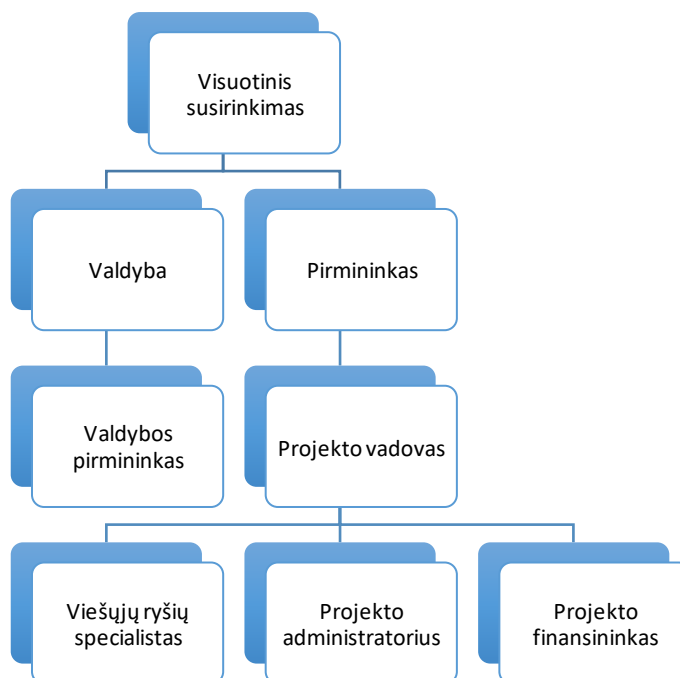 Visuotinis
susirinkimas
Valdyba
Pirmininkas
Valdybos
pirmininkas
Projekto vadovas
Viešųjų ryšių
specialistas
Projekto
administratorius
Projekto
finansininkas